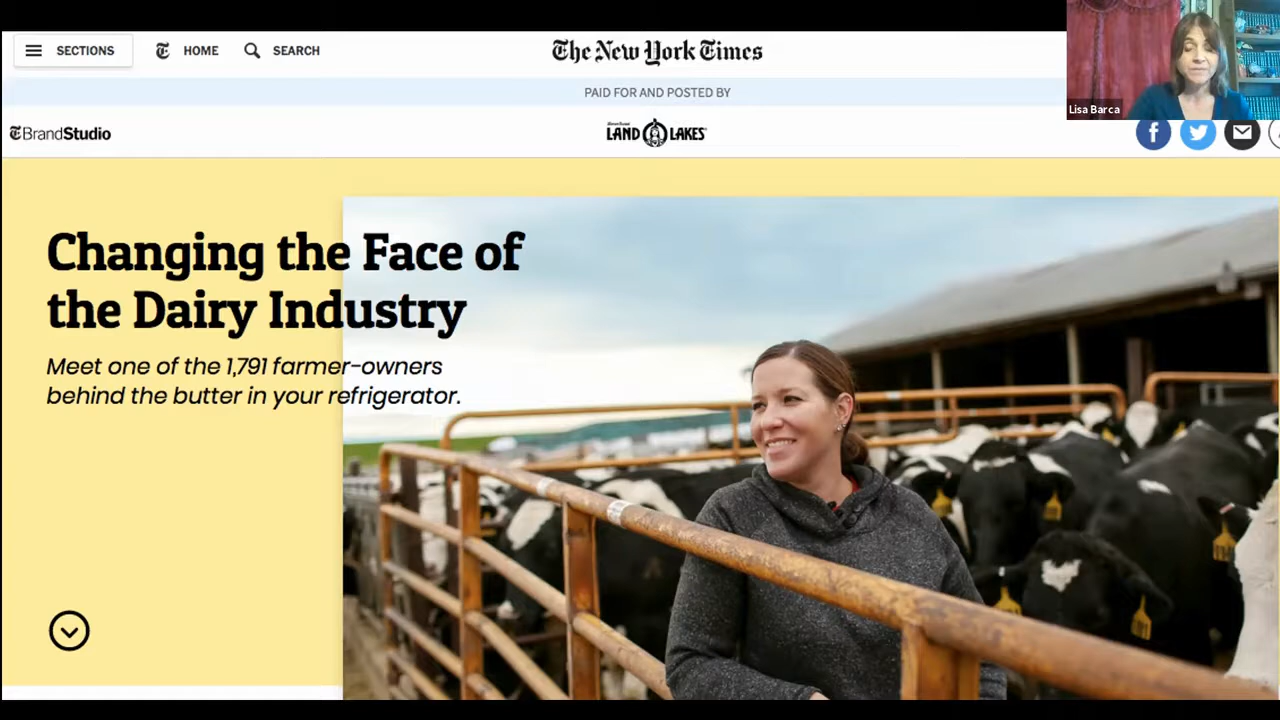 SECTIONS
HOME
SEARCH
The New York Times
PAID FOR AND POSTED BY
Lisa Barca
T BrandStudio
LAND O LAKES
Changing the Face of
the Dairy Industry
Meet one of the 1,791 farmer-owners
behind the butter in your refrigerator.